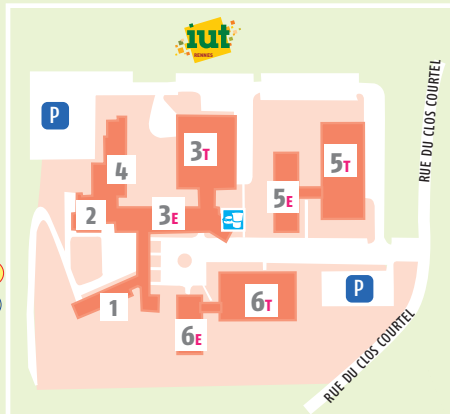 iut
RENNES
P
RUE DU CLOS COURTEL
3T
5T
4
5E
2
3E
P
1
6T
6E
RUE DU CLOS COURTEL